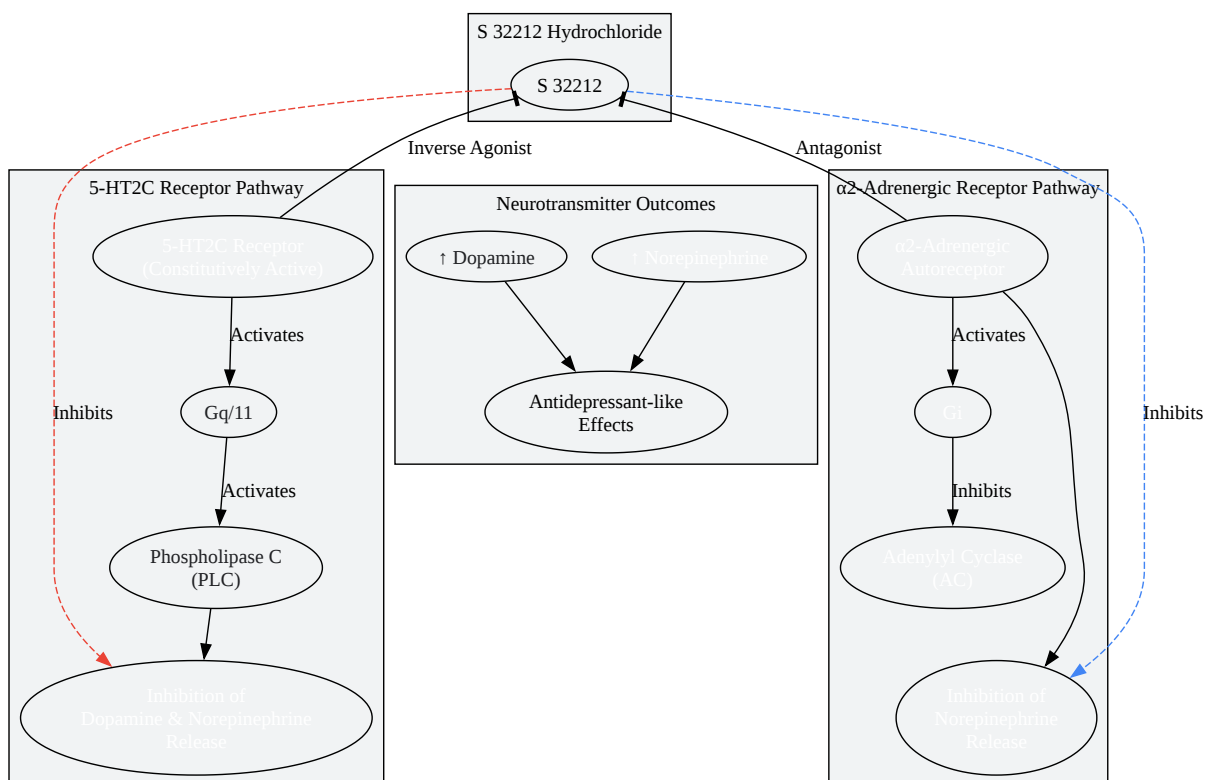 S 32212 Hydrochloride
S 32212
Inverse Agonist
Antagonist
5-HT2C Receptor Pathway
Neurotransmitter Outcomes
α2-Adrenergic Receptor Pathway
5-HT2C Receptor
(Constitutively Active)
↑ Dopamine
↑ Norepinephrine
α2-Adrenergic
Autoreceptor
Activates
Activates
Inhibits
Gq/11
Antidepressant-like
Effects
Gi
Inhibits
Activates
Inhibits
Phospholipase C
(PLC)
Adenylyl Cyclase
(AC)
Inhibition of
Dopamine & Norepinephrine
Release
Inhibition of
Norepinephrine
Release